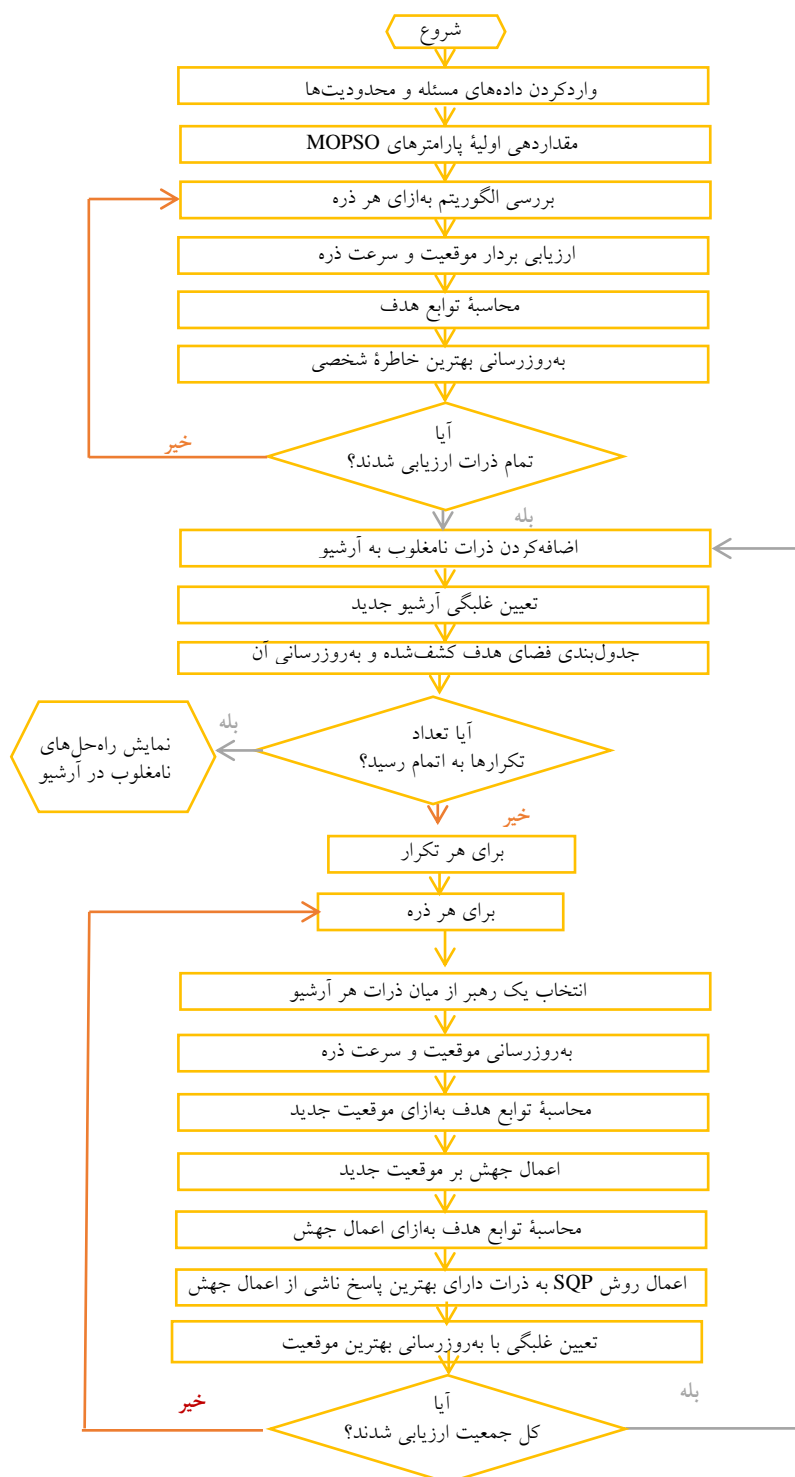 شروع
واردکردن داده‌های مسئله و محدودیت‌ها
مقداردهی اولیۀ پارامترهای MOPSO
بررسی الگوریتم به‌ازای هر ذره
ارزیابی بردار موقعیت و سرعت ذره
محاسبۀ توابع هدف
به‌روزرسانی بهترین خاطرۀ شخصی
آیا
تمام ذرات ارزیابی شدند؟
خیر
بله
اضافه‌کردن ذرات نامغلوب به آرشیو
تعیین غلبگی آرشیو جدید
جدول‌بندی فضای هدف کشف‌شده و به‌روزرسانی آن
آیا تعداد
تکرارها به اتمام رسید؟
بله
نمایش راه‌حل‌های
نامغلوب در آرشیو
خیر
برای هر تکرار
برای هر ذره
انتخاب یک رهبر از میان ذرات هر آرشیو
به‌روزرسانی موقعیت و سرعت ذره
محاسبۀ توابع هدف به‌ازای موقعیت جدید
اعمال جهش بر موقعیت جدید
محاسبۀ توابع هدف به‌ازای اعمال جهش
اعمال روش SQP به ذرات دارای بهترین پاسخ ناشی از اعمال جهش
تعیین غلبگی با به‌روزرسانی بهترین موقعیت
آیا
کل جمعیت ارزیابی شدند؟
بله
خیر